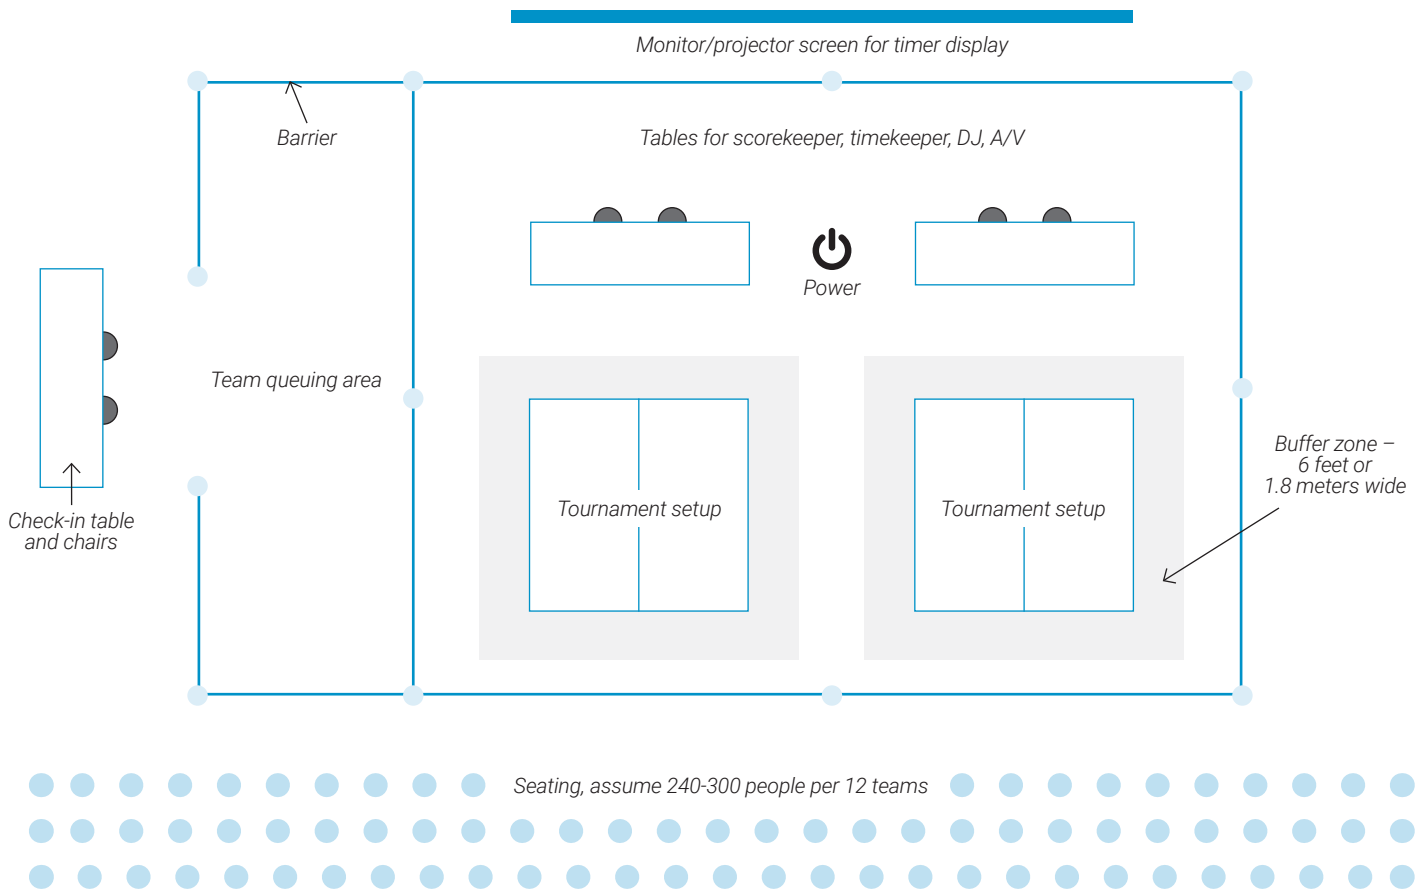 Monitor/projector screen for timer display
Barrier
Tables for scorekeeper, timekeeper, DJ, A/V
Power
Team queuing area
Buffer zone –
6 feet or
1.8 meters wide
Tournament setup
Tournament setup
Check-in table
and chairs
Seating, assume 240-300 people per 12 teams